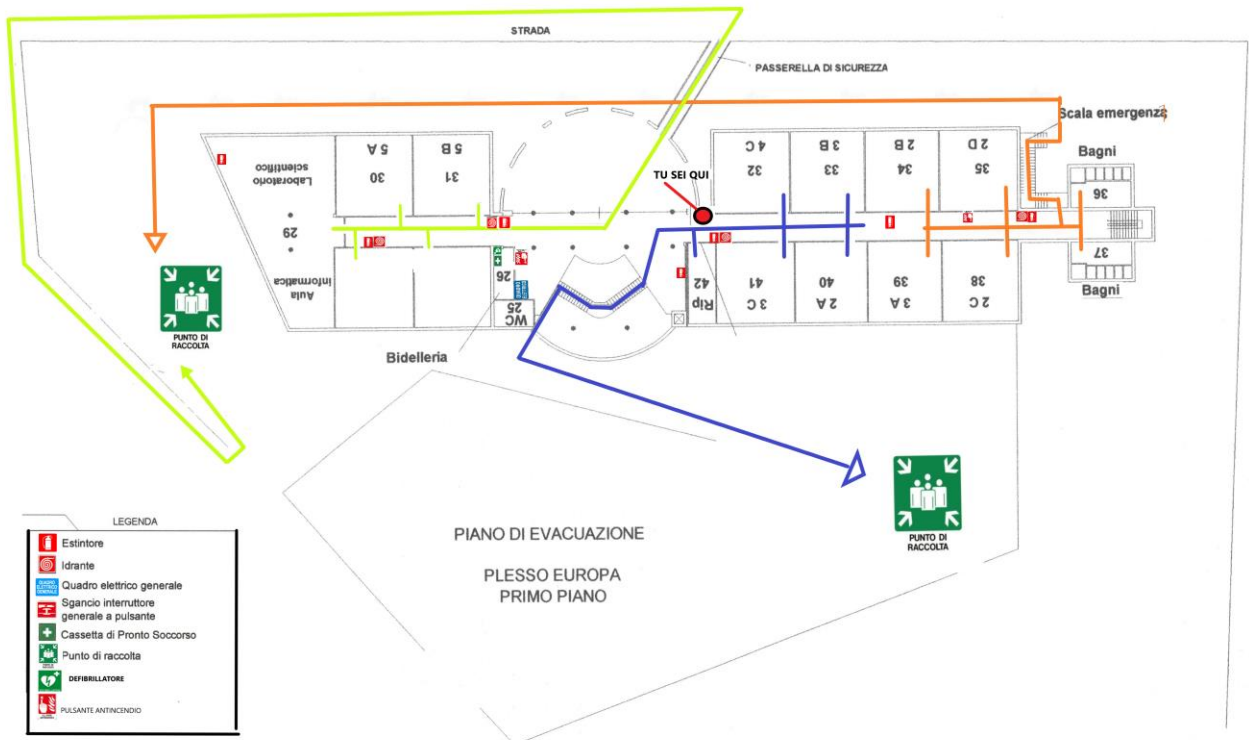 STRADA
PASSERELLA DI SICUREZZA
Scala emergenza
Bagni
36
37
Bagni
TU SEI QUI
5 A
30
5 B
31
4 C
32
3 B
33
2 B
34
2 D
35
Laboratorio
scientifico
29
Aula
informatica
26
WC
25
Rip
42
41
3 C
40
2 A
39
3 A
38
2 C
Bidelleria
PUNTO DI
RACCOLTA
PUNTO DI
RACCOLTA
PIANO DI EVACUAZIONE
PLESSO EUROPA
PRIMO PIANO
LEGENDA
Estintore
Idrante
QUADRO
ELETTRICO
GENERALE
Quadro elettrico generale
Sgancio interruttore
generale a pulsante
Cassetta di Pronto Soccorso
Punto di raccolta
DEFIBRILLATORE
PULSANTE ANTINCENDIO